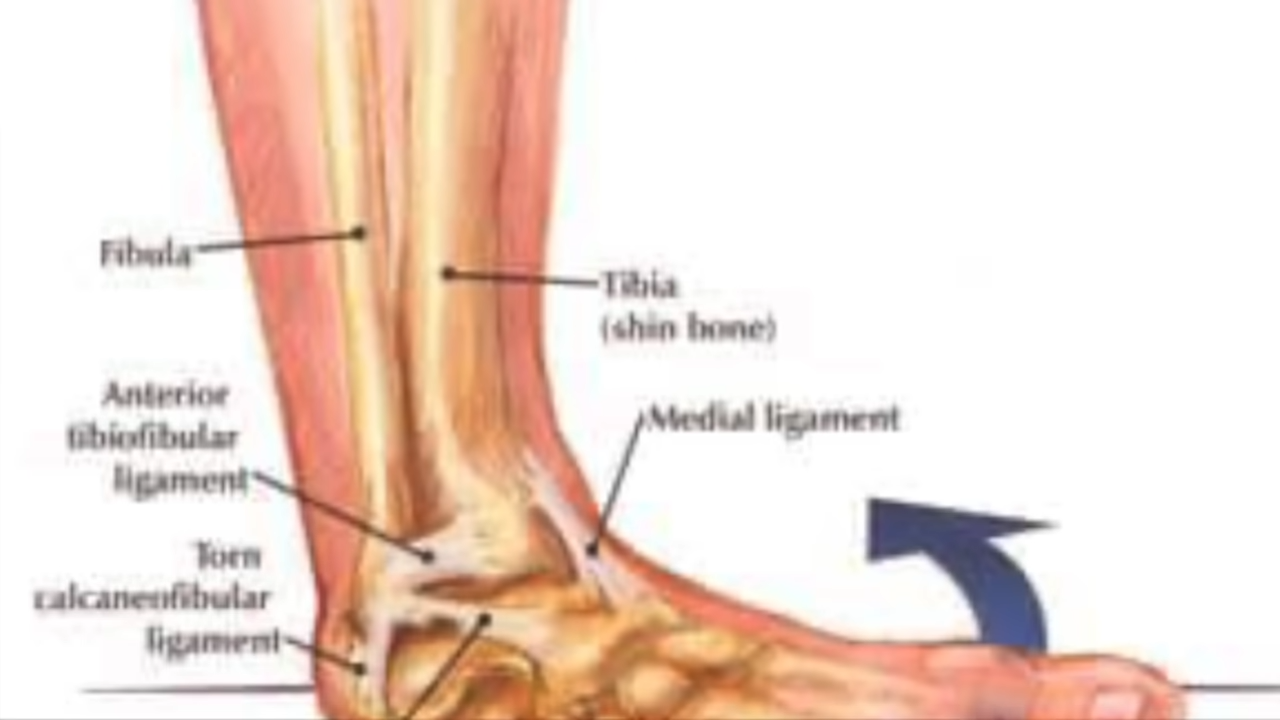 Fibula
Tibia
(shin bone)
Anterior
tibiofibular
ligament
Medial ligament
Torn
calcaneofibular
ligament